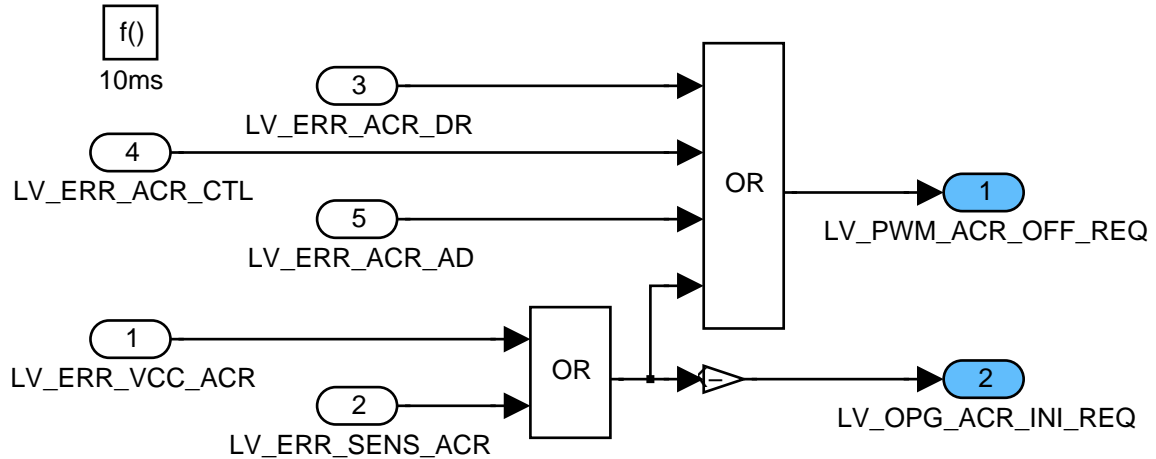 f()
10ms
3
LV_ERR_ACR_DR
4
LV_ERR_ACR_CTL
5
LV_ERR_ACR_AD
OR
1
LV_PWM_ACR_OFF_REQ
1
LV_ERR_VCC_ACR
2
LV_ERR_SENS_ACR
OR
–
2
LV_OPG_ACR_INI_REQ